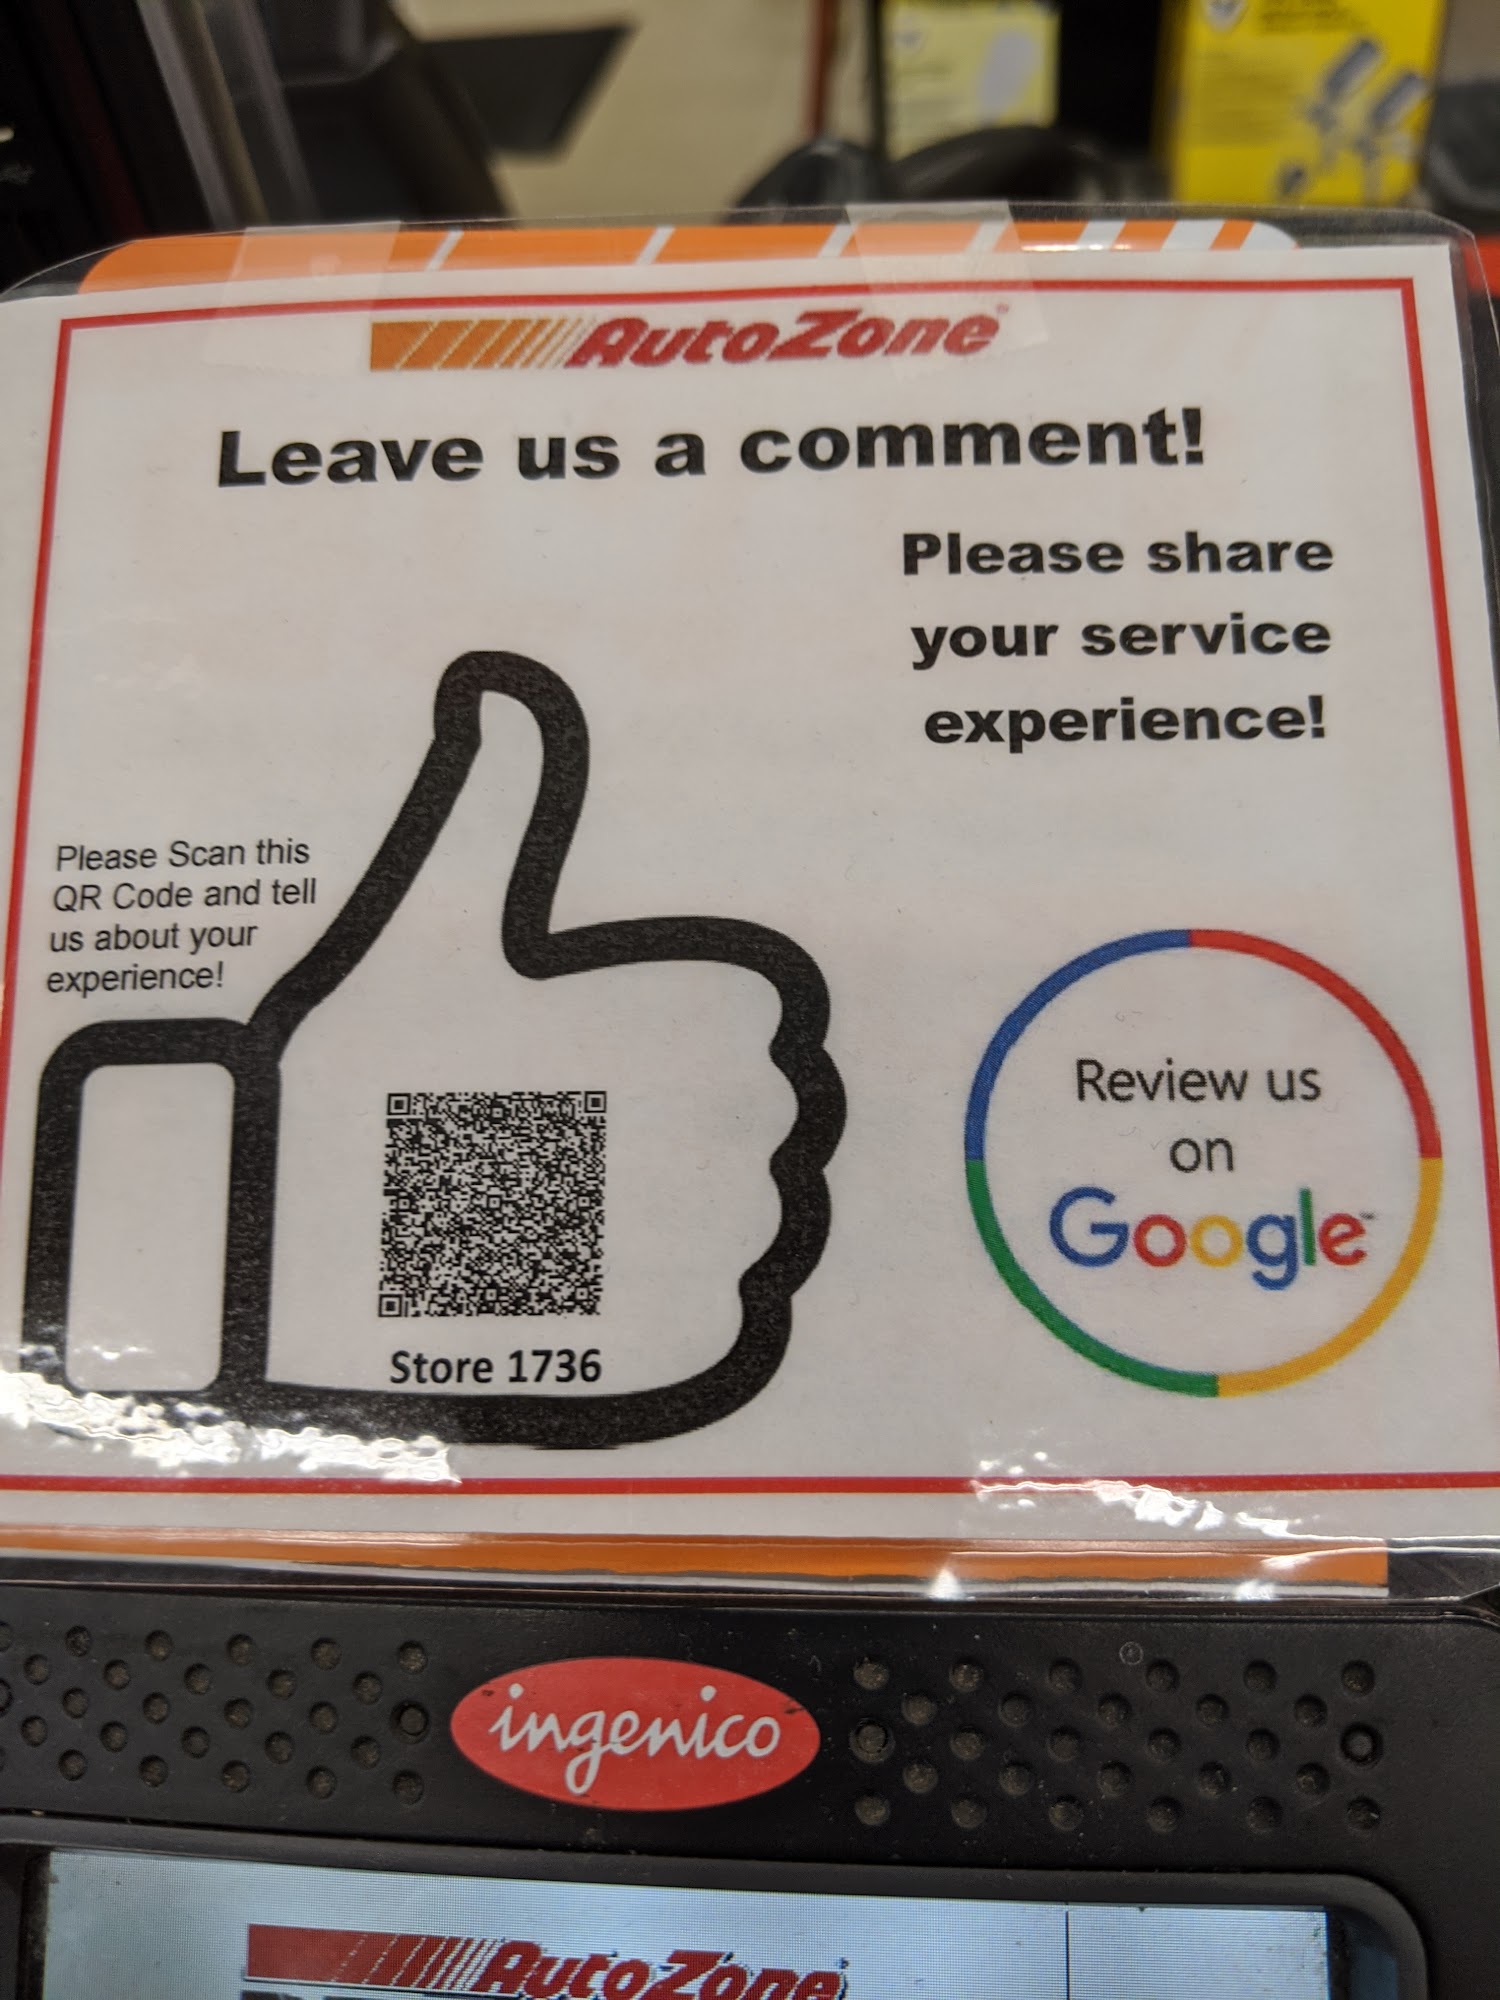 AutoZone
Leave us a comment!
Please share
your service
experience!
Please Scan this
QR Code and tell
us about your
experience!
Store 1736
Review us
on
Google™
ingenico
AutoZone